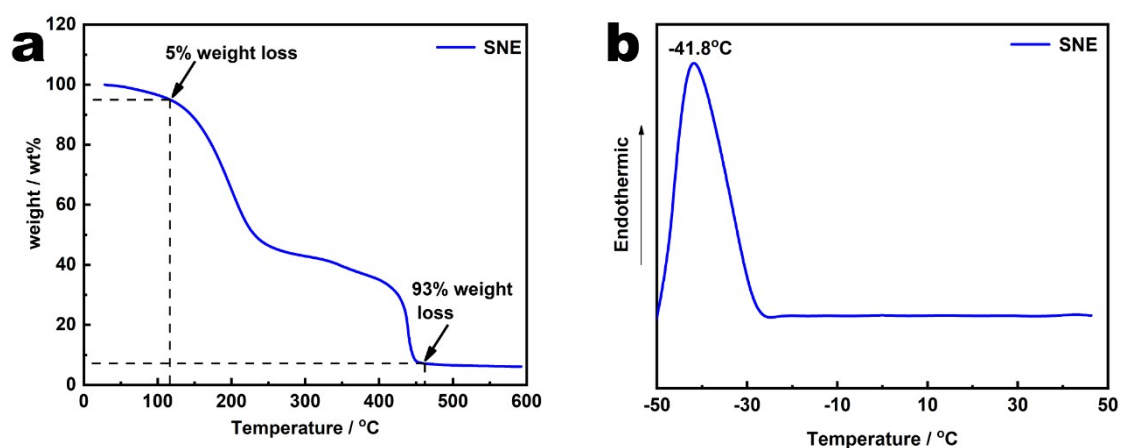 a
120
100
80
60
40
20
0
weight / wt%
5% weight loss
SNE
93% weight
loss
0 100 200 300 400 500 600
Temperature / °C
b
-41.8°C
SNE
Endothermic
-50 -30 -10 10 30 50
Temperature / °C